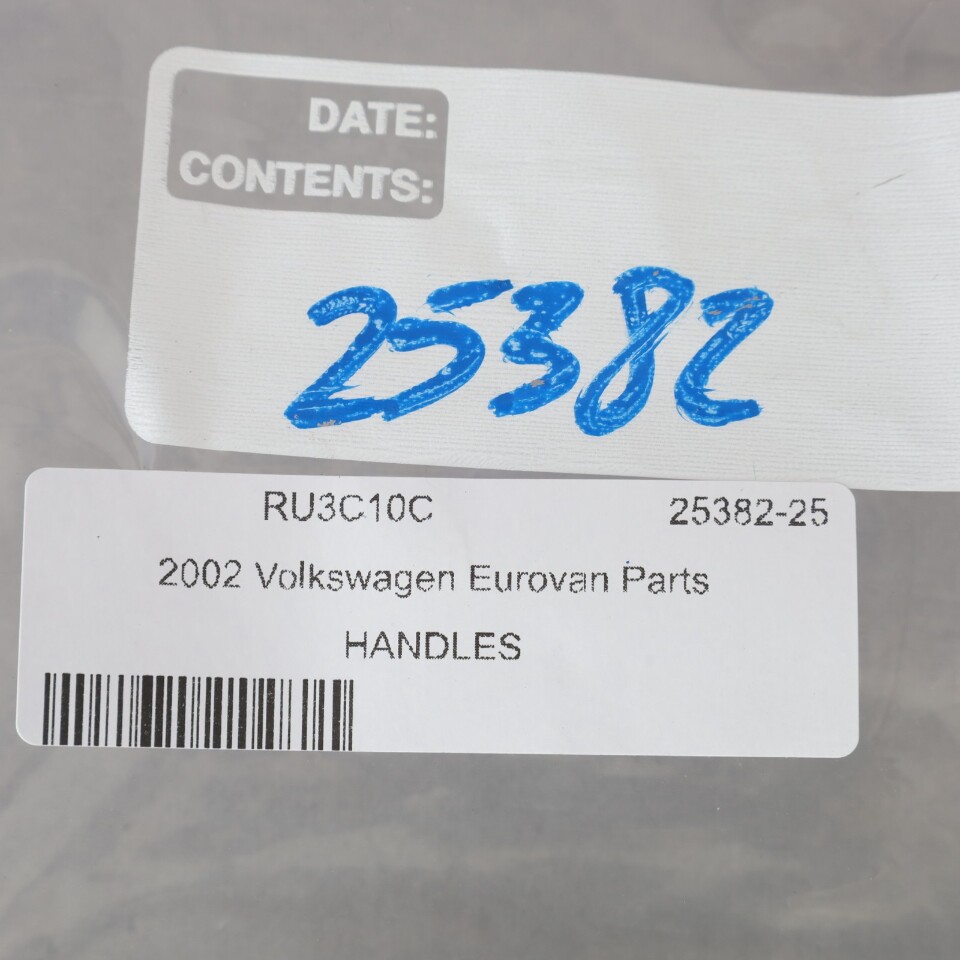 DATE:
CONTENTS:
25382
RU3C10C 25382-25
2002 Volkswagen Eurovan Parts
HANDLES